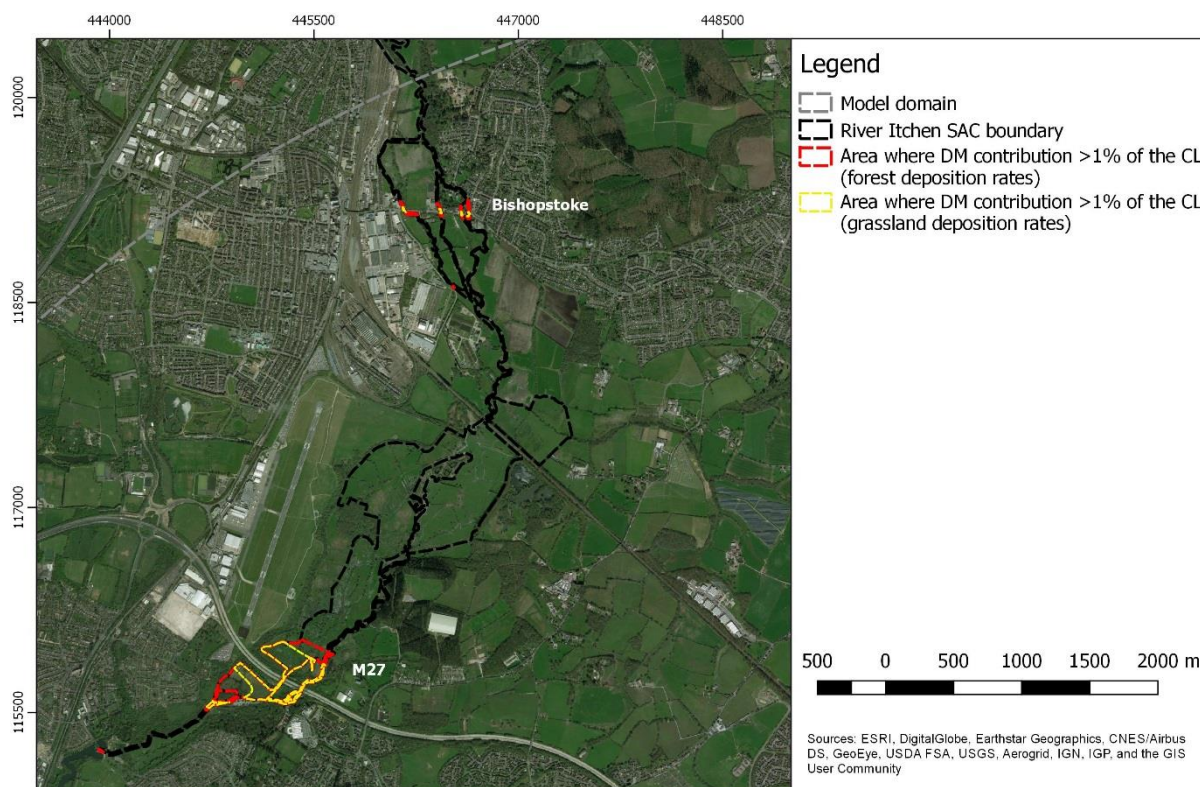 444000 445500 447000 448500
120000
118500
117000
115500
Bishopstoke
M27
Legend
Model domain
River Itchen SAC boundary
Area where DM contribution >1% of the CL
(forest deposition rates)
Area where DM contribution >1% of the CL
(grassland deposition rates)
500 0 500 1000 1500 2000 m
Sources: ESRI, DigitalGlobe, Earthstar Geographics, CNES/Airbus
DS, GeoEye, USDA FSA, USGS, Aerogrid, IGN, IGP, and the GIS
User Community